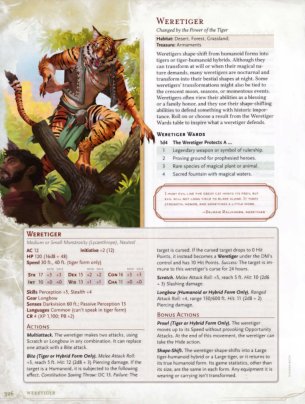 WERETIGER
Changed by the Power of the Tiger
Habitat: Desert, Forest, Grassland,
Treasure: Armaments
Weretigers shape-shift from humanoid form into
tigers or tiger-humanoid hybrids. Although they
can transform at will or when their magical na-
ture demands, many weretigers are nocturnal and
transform into their bestial shapes at night. Some
weretigers' transformations might also be tied to
the crescent moon, seasons, or momentous events.
Weretigers often view their abilities as a blessing
or a family honor, and they use their shape-shifting
abilities to defend something with historic impor-
tance. Roll on or choose a result from the Weretiger
Wards table to inspire what a weretiger defends.
WERETIGER WARDS
1d4 The Weretiger Protects A ...
1 Legendary weapon or symbol of rulership.
2 Proving ground for prophesied heroes.
3 Rare species of magical plant or animal.
4 Sacred fountain with magical waters.
WERETIGER
Medium or Small Monstrosity (Lycanthrope), Neutral
AC 12 Initiative +2 (12)
HP 120 (16d8 + 48)
Speed 30 ft., 40 ft. (tiger form only)
Skills Perception +5, Stealth +4
Gear Longbow
Senses Darkvision 60 ft.; Passive Perception 15
Languages Common (can't speak in tiger form)
CR 4 (XP 1,100; PB +2)
ACTIONS
Multiattack. The weretiger makes two attacks, using
Scratch or Longbow in any combination. It can replace
one attack with a Bite attack.
Bite (Tiger or Hybrid Form Only). Melee Attack Roll:
+5, reach 5 ft. Hit: 12 (2d8 + 3) Piercing damage. If the
target is a Humanoid, it is subjected to the following
effect. Constitution Saving Throw: DC 13. Failure: The
target is cursed. If the cursed target drops to 0 Hit
Points, it instead becomes a Weretiger under the DM's
control and has 10 Hit Points. Success: The target is im-
mune to this weretiger's curse for 24 hours.
Scratch. Melee Attack Roll: +5, reach 5 ft. Hit: 10 (2d6
+ 3) Slashing damage.
Longbow (Humanoid or Hybrid Form Only). Ranged
Attack Roll: +4, range 150/600 ft. Hit: 11 (2d8 + 2)
Piercing damage.
BONUS ACTIONS
Prowl (Tiger or Hybrid Form Only). The weretiger
moves up to its Speed without provoking Opportunity
Attacks. At the end of this movement, the weretiger can
take the Hide action.
Shape-Shift. The weretiger shape-shifts into a Large
tiger-humanoid hybrid or a Large tiger, or it returns to
its true humanoid form. Its game statistics, other than
its size, are the same in each form. Any equipment it is
wearing or carrying isn't transformed.
WERETIGER